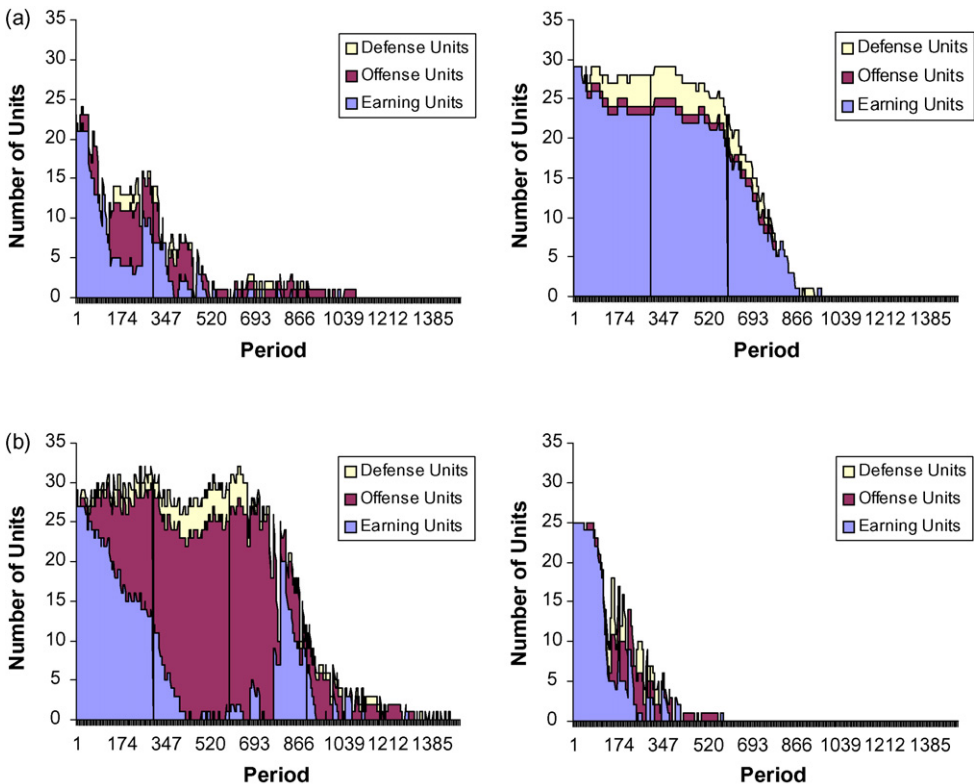 (a)
Number of Units
35
30
25
20
15
10
5
0
Defense Units
Offense Units
Earning Units
1 174 347 520 693 866 1039 1212 1385
Period
Number of Units
35
30
25
20
15
10
5
0
Defense Units
Offense Units
Earning Units
1 174 347 520 693 866 1039 1212 1385
Period
(b)
Number of Units
35
30
25
20
15
10
5
0
Defense Units
Offense Units
Earning Units
1 174 347 520 693 866 1039 1212 1385
Period
Number of Units
35
30
25
20
15
10
5
0
Defense Units
Offense Units
Earning Units
1 174 347 520 693 866 1039 1212 1385
Period